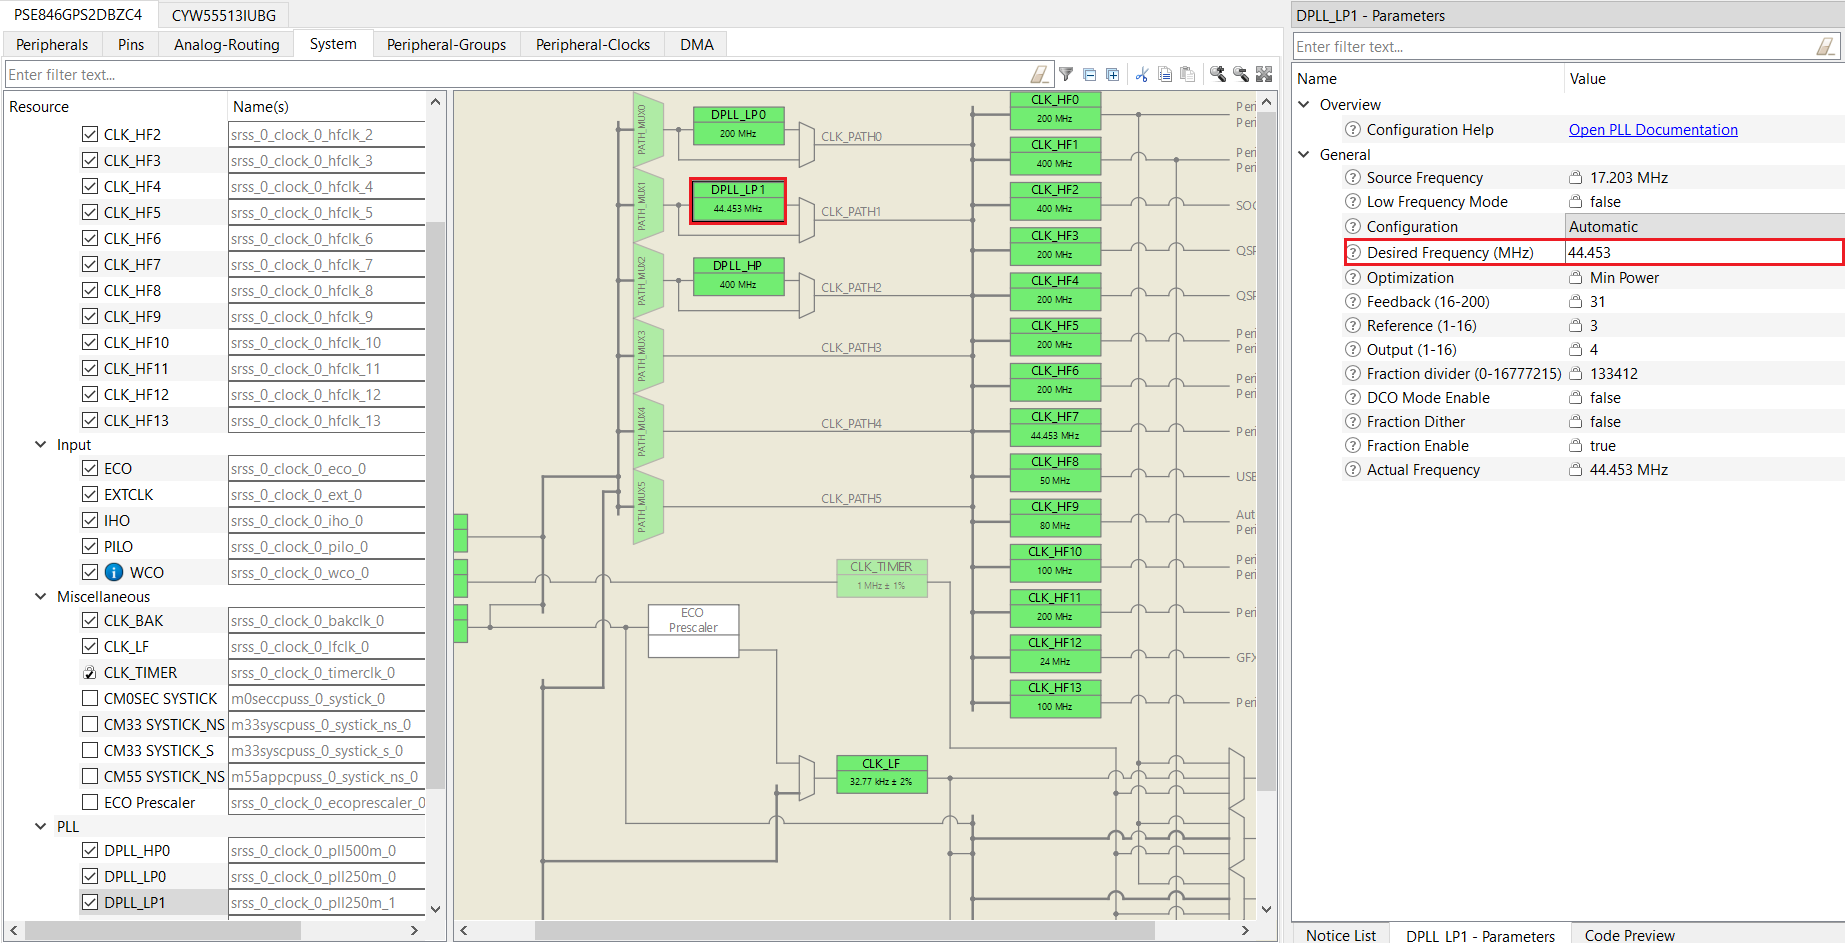 PSE846GPS2DBZC4
CYW55513IUBG
Peripherals
Pins
Analog-Routing
System
Peripheral-Groups
Peripheral-Clocks
DMA
Enter filter text...
Resource
Name(s)
CLK_HF2 srss_0_clock_0_hfclk_2
CLK_HF3 srss_0_clock_0_hfclk_3
CLK_HF4 srss_0_clock_0_hfclk_4
CLK_HF5 srss_0_clock_0_hfclk_5
CLK_HF6 srss_0_clock_0_hfclk_6
CLK_HF7 srss_0_clock_0_hfclk_7
CLK_HF8 srss_0_clock_0_hfclk_8
CLK_HF9 srss_0_clock_0_hfclk_9
CLK_HF10 srss_0_clock_0_hfclk_10
CLK_HF11 srss_0_clock_0_hfclk_11
CLK_HF12 srss_0_clock_0_hfclk_12
CLK_HF13 srss_0_clock_0_hfclk_13
Input
ECO srss_0_clock_0_eco_0
EXTCLK srss_0_clock_0_ext_0
IHO srss_0_clock_0_iho_0
PILO srss_0_clock_0_pilo_0
WCO srss_0_clock_0_wco_0
Miscellaneous
CLK_BAK srss_0_clock_0_bakclk_0
CLK_LF srss_0_clock_0_lfclk_0
CLK_TIMER srss_0_clock_0_timerclk_0
CM0SEC SYSTICK m0seccpuss_0_systick_0
CM33 SYSTICK_NS m33syscpuss_0_systick_ns_0
CM33 SYSTICK_S m33syscpuss_0_systick_s_0
CM55 SYSTICK_NS m55appcpuss_0_systick_ns_0
ECO Prescaler srss_0_clock_0_ecoprescaler_0
PLL
DPLL_HP0 srss_0_clock_0_pll500m_0
DPLL_LP0 srss_0_clock_0_pll250m_0
DPLL_LP1 srss_0_clock_0_pll250m_1
PATH_MUX0
DPLL_LP0
200 MHz
CLK_PATH0
PATH_MUX1
DPLL_LP1
44.453 MHz
CLK_PATH1
PATH_MUX2
DPLL_HP
400 MHz
CLK_PATH2
PATH_MUX3
CLK_PATH3
PATH_MUX4
CLK_PATH4
PATH_MUX5
CLK_PATH5
CLK_TIMER
1 MHz ± 1%
ECO
Prescaler
CLK_LF
32.77 kHz ± 2%
CLK_HF0
200 MHz
Peri
Peri
CLK_HF1
400 MHz
Peri
Peri
CLK_HF2
400 MHz
SOC
CLK_HF3
200 MHz
QSP
CLK_HF4
200 MHz
QSP
CLK_HF5
200 MHz
Peri
Peri
CLK_HF6
200 MHz
Peri
Peri
CLK_HF7
44.453 MHz
Peri
CLK_HF8
50 MHz
USB
CLK_HF9
80 MHz
Aut
Peri
CLK_HF10
100 MHz
Peri
Peri
CLK_HF11
200 MHz
Peri
CLK_HF12
24 MHz
GFX
CLK_HF13
100 MHz
Peri
DPLL_LP1 - Parameters
Enter filter text...
Name Value
Overview
Configuration Help Open PLL Documentation
General
Source Frequency 17.203 MHz
Low Frequency Mode false
Configuration Automatic
Desired Frequency (MHz) 44.453
Optimization Min Power
Feedback (16-200) 31
Reference (1-16) 3
Output (1-16) 4
Fraction divider (0-16777215) 133412
DCO Mode Enable false
Fraction Dither false
Fraction Enable true
Actual Frequency 44.453 MHz
Notice List
DPLL_LP1 - Parameters
Code Preview